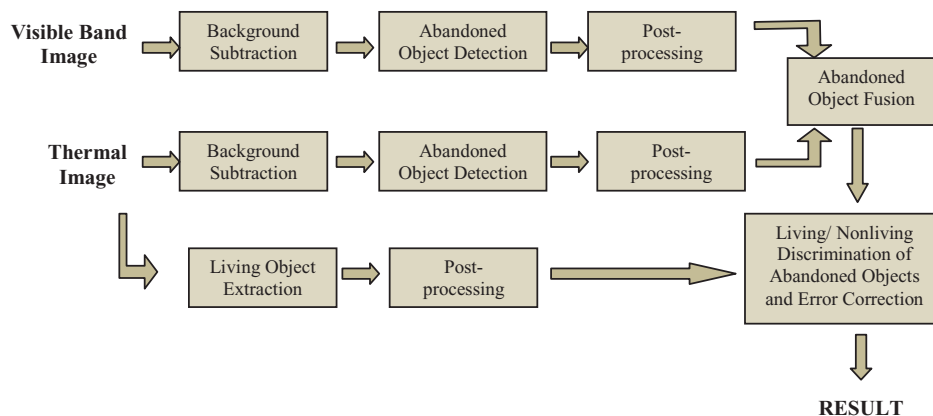 Visible Band
Image
Background
Subtraction
Abandoned
Object Detection
Post-
processing
Abandoned
Object Fusion
Thermal
Image
Background
Subtraction
Abandoned
Object Detection
Post-
processing
Living Object
Extraction
Post-
processing
Living/ Nonliving
Discrimination of
Abandoned Objects
and Error Correction
RESULT